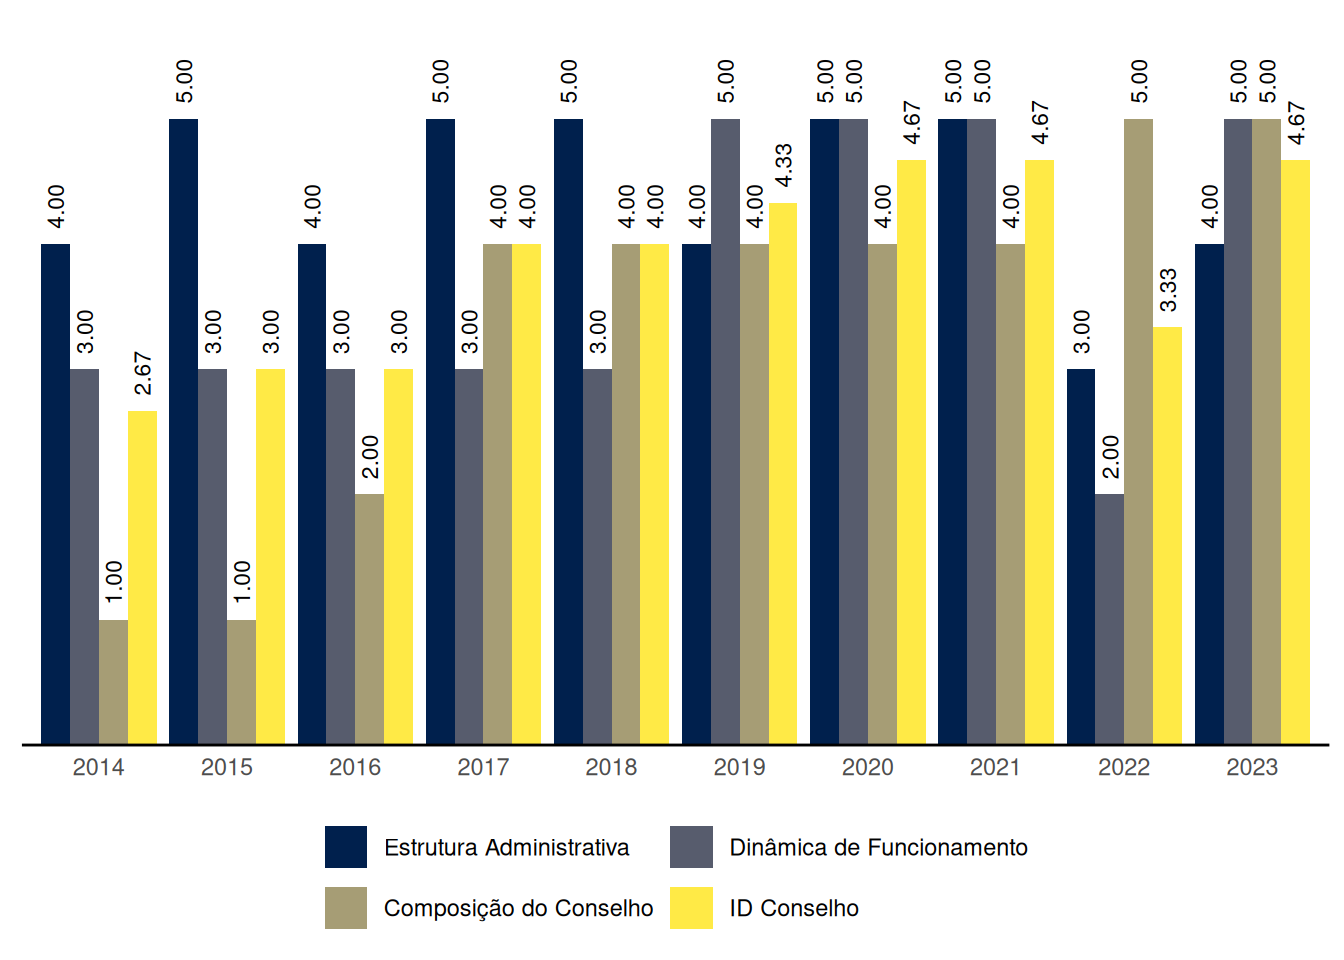 4.00 3.00 1.00 2.67 5.00 3.00 1.00 3.00 4.00 3.00 2.00 3.00 5.00 3.00 4.00 4.00 5.00 3.00 4.00 4.00 4.00 5.00 4.00 4.33 5.00 5.00 4.00 4.67 5.00 5.00 4.00 4.67 3.00 2.00 5.00 3.33 4.00 5.00 5.00 4.67
2014 2015 2016 2017 2018 2019 2020 2021 2022 2023
Estrutura Administrativa Dinâmica de Funcionamento
Composição do Conselho ID Conselho